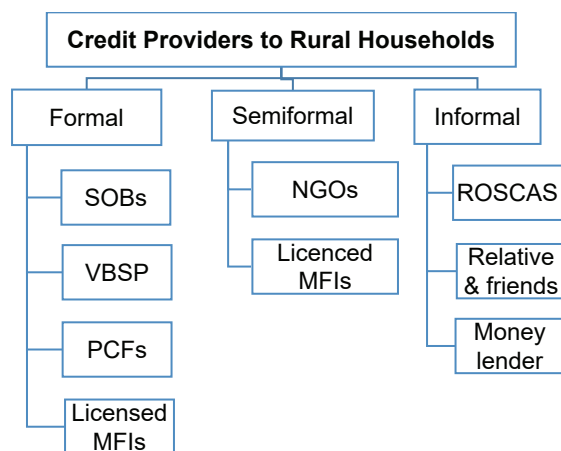 Credit Providers to Rural Households
Formal
SOBs
VBSP
PCFs
Licensed
MFIs
Semiformal
NGOs
Licenced
MFIs
Informal
ROSCAS
Relative
& friends
Money
lender